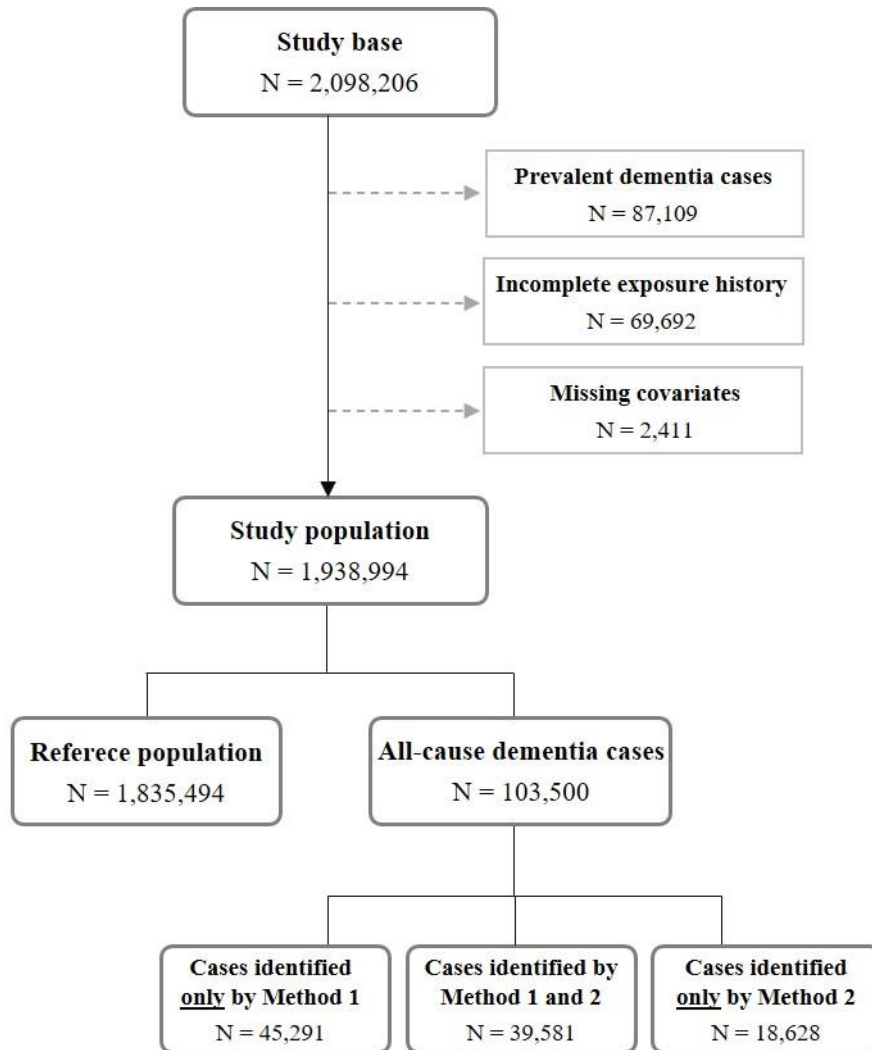 Study base
N = 2,098,206
Prevalent dementia cases
N = 87,109
Incomplete exposure history
N = 69,692
Missing covariates
N = 2,411
Study population
N = 1,938,994
Referece population
N = 1,835,494
All-cause dementia cases
N = 103,500
Cases identified
only by Method 1
N = 45,291
Cases identified by
Method 1 and 2
N = 39,581
Cases identified
only by Method 2
N = 18,628